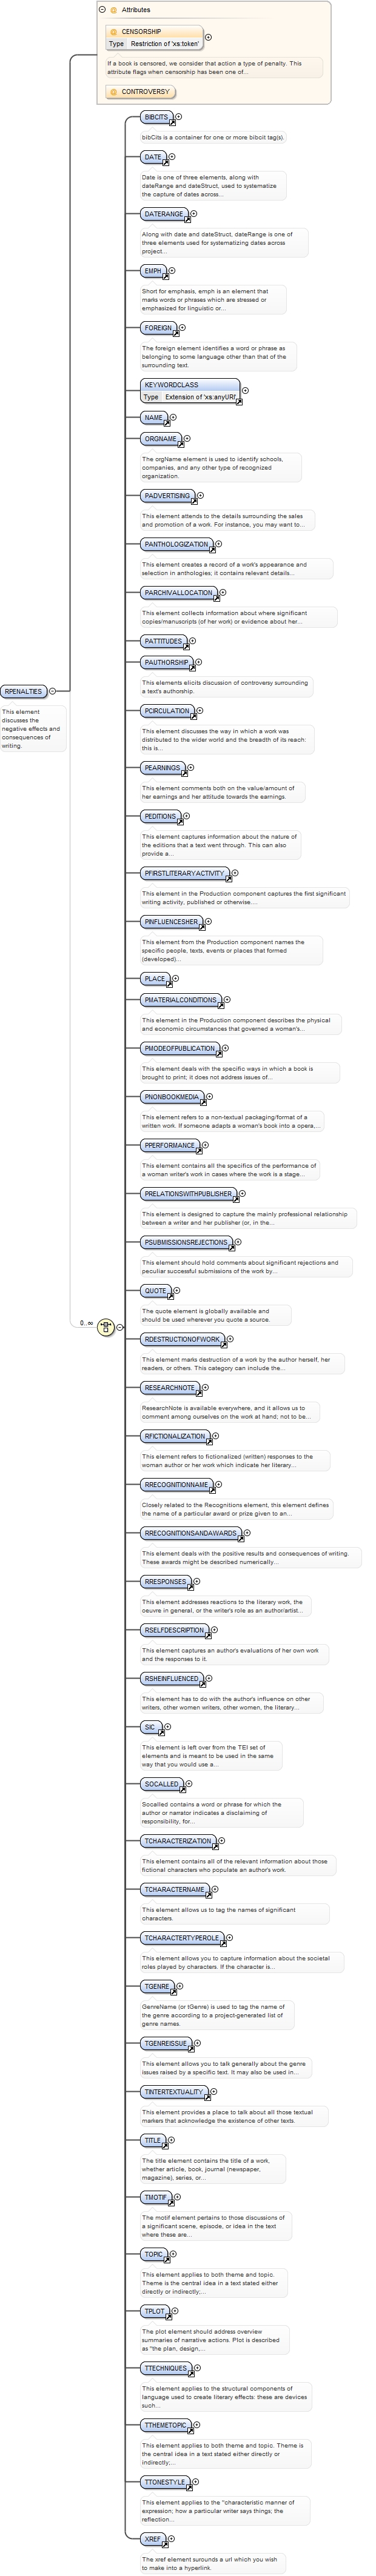 Attributes
CENSORSHIP
Type Restriction of 'xs:token'
If a book is censored, we consider that action a type of penalty. This
attribute flags when censorship has been one of...
CONTROVERSY
BIBCITS
bibCits is a container for one or more bibcit tag(s).
DATE
Date is one of three elements, along with
dateRange and dateStruct, used to systematize
the capture of dates across...
DATERANGE
Along with date and dateStruct, dateRange is one of
three elements used for systematizing dates across
project...
EMPH
Short for emphasis, emph is an element that
marks words or phrases which are stressed or
emphasized for linguistic or...
FOREIGN
The foreign element identifies a word or phrase as
belonging to some language other than that of the
surrounding text.
KEYWORDCLASS
Type Extension of 'xs:anyURI'
NAME
ORGNAME
The orgName element is used to identify schools,
companies, and any other type of recognized
organization.
PADVERTISING
This element attends to the details surrounding the sales
and promotion of a work. For instance, you may want to...
PANTHOLOGIZATION
This element creates a record of a work's appearance and
selection in anthologies; it contains relevant details...
PARCHIVALLOCATION
This element collects information about where significant
copies/manuscripts (of her work) or evidence about her...
PATTITUDES
PAUTHORSHIP
This elements elicits discussion of controversy surrounding
a text's authorship.
RPENALTIES
This element
discusses the
negative effects and
consequences of
writing.
PCIRCULATION
This element discusses the way in which a work was
distributed to the wider world and the breadth of its reach:
this is...
PEARNINGS
This element comments both on the value/amount of
her earnings and her attitude towards the earnings.
PEDITIONS
This element captures information about the nature of
the editions that a text went through. This can also
provide a...
PFIRSTLITERARYACTIVITY
This element in the Production component captures the first significant
writing activity, published or otherwise....
PINFLUENCESHER
This element from the Production component names the
specific people, texts, events or places that formed
(developed)...
PLACE
PMATERIALCONDITIONS
This element in the Production component describes the physical
and economic circumstances that governed a woman's...
PMODEOFPUBLICATION
This element deals with the specific ways in which a book is
brought to print; it does not address issues of...
PNONBOOKMEDIA
This element refers to a non-textual packaging/format of a
written work. If someone adapts a woman's book into a opera,...
PPERFORMANCE
This element contains all the specifics of the performance of
a woman writer's work in cases where the work is a stage...
PRELATIONSWITHPUBLISHER
This element is designed to capture the mainly professional relationship
between a writer and her publisher (or, in the...
PSUBMISSIONSREJECTIONS
This element should hold comments about significant rejections and
peculiar successful submissions of the work by...
QUOTE
The quote element is globally available and
should be used wherever you quote a source.
0..∞
RDESTRUCTIONOFWORK
This element marks destruction of a work by the author herself, her
readers, or others. This category can include the...
RESEARCHNOTE
ResearchNote is available everywhere, and it allows us to
comment among ourselves on the work at hand; not to be...
RFICTIONALIZATION
This element refers to fictionalized (written) responses to the
woman author or her work which indicate her literary...
RRECOGNITIONNAME
Closely related to the Recognitions element, this element defines
the name of a particular award or prize given to an...
RRECOGNITIONSANDAWARDS
This element deals with the positive results and consequences of writing.
These awards might be described numerically...
RRESPONSES
This element addresses reactions to the literary work, the
oeuvre in general, or the writer's role as an author/artist...
RSELFDESCRIPTION
This element captures an author's evaluations of her own work
and the responses to it.
RSHEINFLUENCED
This element has to do with the author's influence on other
writers, other women writers, other women, the literary...
SIC
This element is left over from the TEI set of
elements and is meant to be used in the same
way that you would use a...
SOCALLED
Socalled contains a word or phrase for which the
author or narrator indicates a disclaiming of
responsibility, for...
TCHARACTERIZATION
This element contains all of the relevant information about those
fictional characters who populate an author's work.
TCHARACTERNAME
This element allows us to tag the names of significant
characters.
TCHARACTERTYPEROLE
This element allows you to capture information about the societal
roles played by characters. If the character is...
TGENRE
GenreName (or tGenre) is used to tag the name of
the genre according to a project-generated list of
genre names.
TGENREISSUE
This element allows you to talk generally about the genre
issues raised by a specific text. It may also be used in...
TINTERTEXTUALITY
This element provides a place to talk about all those textual
markers that acknowledge the existence of other texts.
TITLE
The title element contains the title of a work,
whether article, book, journal (newspaper,
magazine), series, or...
TMOTIF
The motif element pertains to those discussions of
a significant scene, episode, or idea in the text
where these are...
TOPIC
This element applies to both theme and topic.
Theme is the central idea in a text stated either
directly or indirectly;...
TPLOT
The plot element should address overview
summaries of narrative actions. Plot is described
as "the plan, design,...
TTECHNIQUES
This element applies to the structural components of
language used to create literary effects: these are devices
such...
TTHEMETOPIC
This element applies to both theme and topic. Theme is
the central idea in a text stated either directly or
indirectly;...
TTONESTYLE
This element applies to the "characteristic manner of
expression; how a particular writer says things; the
reflection...
XREF
The xref element surounds a url which you wish
to make into a hyperlink.